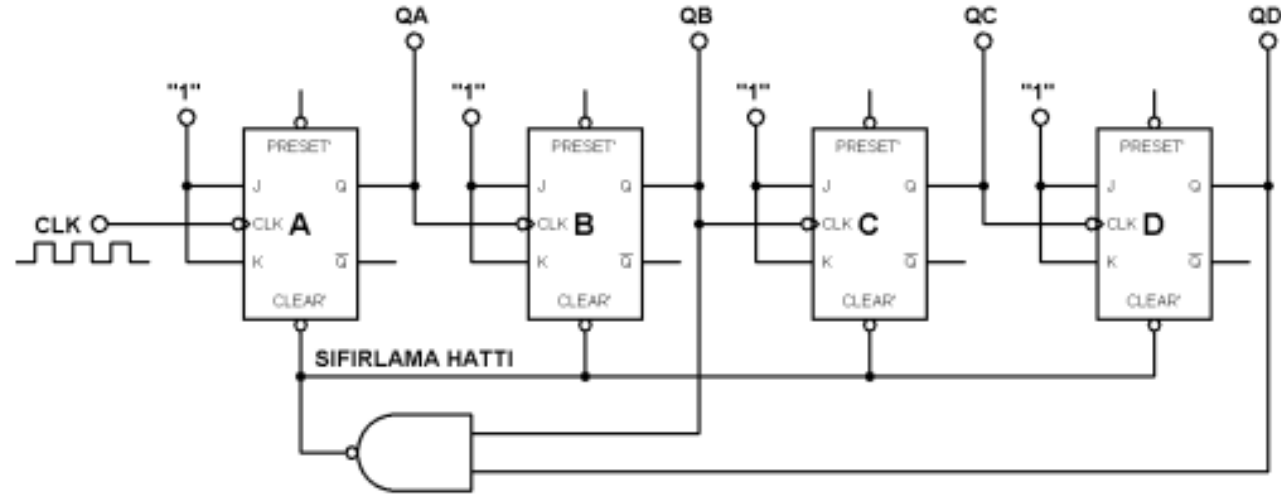 QA QB QC QD
"1" "1" "1" "1"
PRESET' PRESET' PRESET' PRESET'
J Q J Q J Q J Q
CLK CLK A CLK B CLK C CLK D
K Q K Q K Q K Q
CLEAR' CLEAR' CLEAR' CLEAR'
SIFIRLAMA HATTI